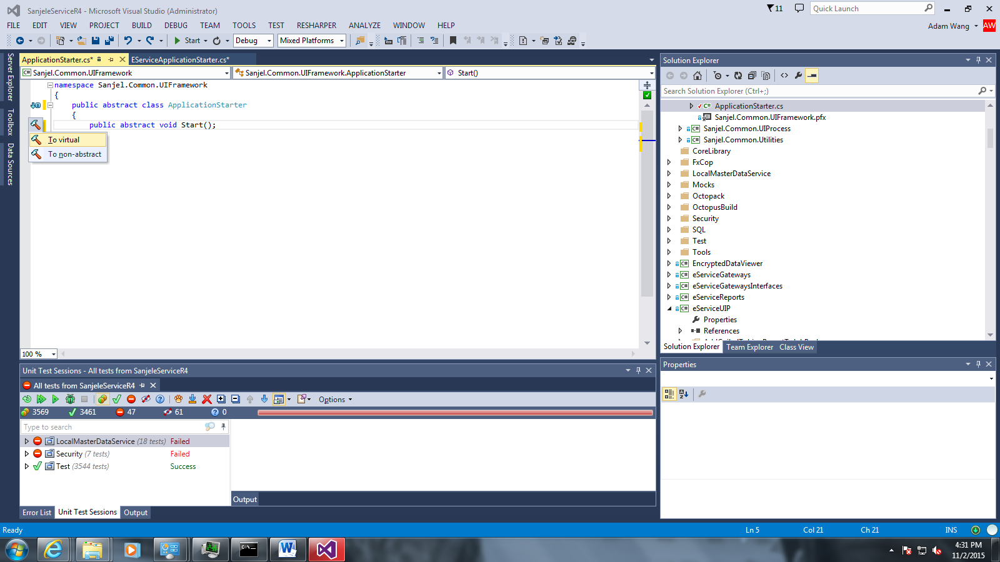 SanjeleServiceR4 - Microsoft Visual Studio (Administrator)
11
Quick Launch
FILE EDIT VIEW PROJECT BUILD DEBUG TEAM TOOLS TEST RESHARPER ANALYZE WINDOW HELP
Adam Wang AW
Start Debug Mixed Platforms
Server Explorer
Toolbox
Data Sources
ApplicationStarter.cs* EServiceApplicationStarter.cs*
Sanjel.Common.UIFramework Sanjel.Common.UIFramework.ApplicationStarter Start()
namespace Sanjel.Common.UIFramework
{
public abstract class ApplicationStarter
{
public abstract void Start();
To virtual
To non-abstract
100 %
Solution Explorer
Search Solution Explorer (Ctrl+;)
ApplicationStarter.cs
Sanjel.Common.UIFramework.pfx
Sanjel.Common.UIProcess
Sanjel.Common.Utilities
CoreLibrary
FxCop
LocalMasterDataService
Mocks
Octopack
OctopusBuild
Security
SQL
Test
Tools
EncryptedDataViewer
eServiceGateways
eServiceGatewaysInterfaces
eServiceReports
eServiceUIP
Properties
References
Solution Explorer Team Explorer Class View
Properties
Unit Test Sessions - All tests from SanjeleServiceR4
All tests from SanjeleServiceR4
Options
3569 3461 47 61 0
Type to search
LocalMasterDataService (18 tests) Failed
Security (7 tests) Failed
Test (3544 tests) Success
Output
Error List Unit Test Sessions Output
Ready Ln 5 Col 21 Ch 21 INS
4:31 PM
11/2/2015